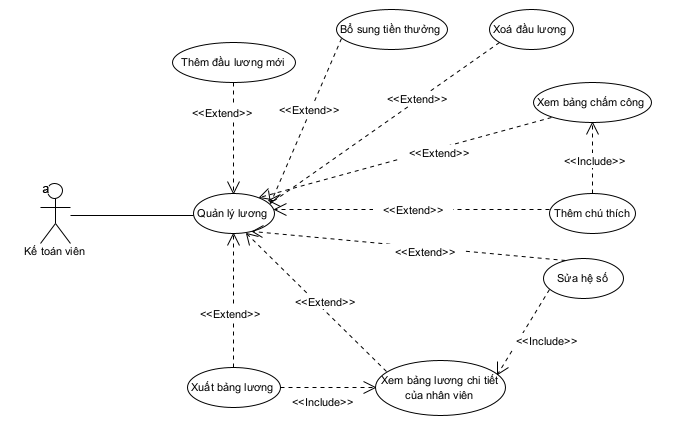 Bổ sung tiền thưởng
Xoá đầu lương
Thêm đầu lương mới
<<Extend>>
<<Extend>>
<<Extend>>
Xem bảng chấm công
<<Extend>>
<<Include>>
a
Quản lý lương
<<Extend>>
Thêm chú thích
Kế toán viên
<<Extend>>
Sửa hệ số
<<Extend>>
<<Extend>>
<<Include>>
Xuất bảng lương
<<Include>>
Xem bảng lương chi tiết
của nhân viên